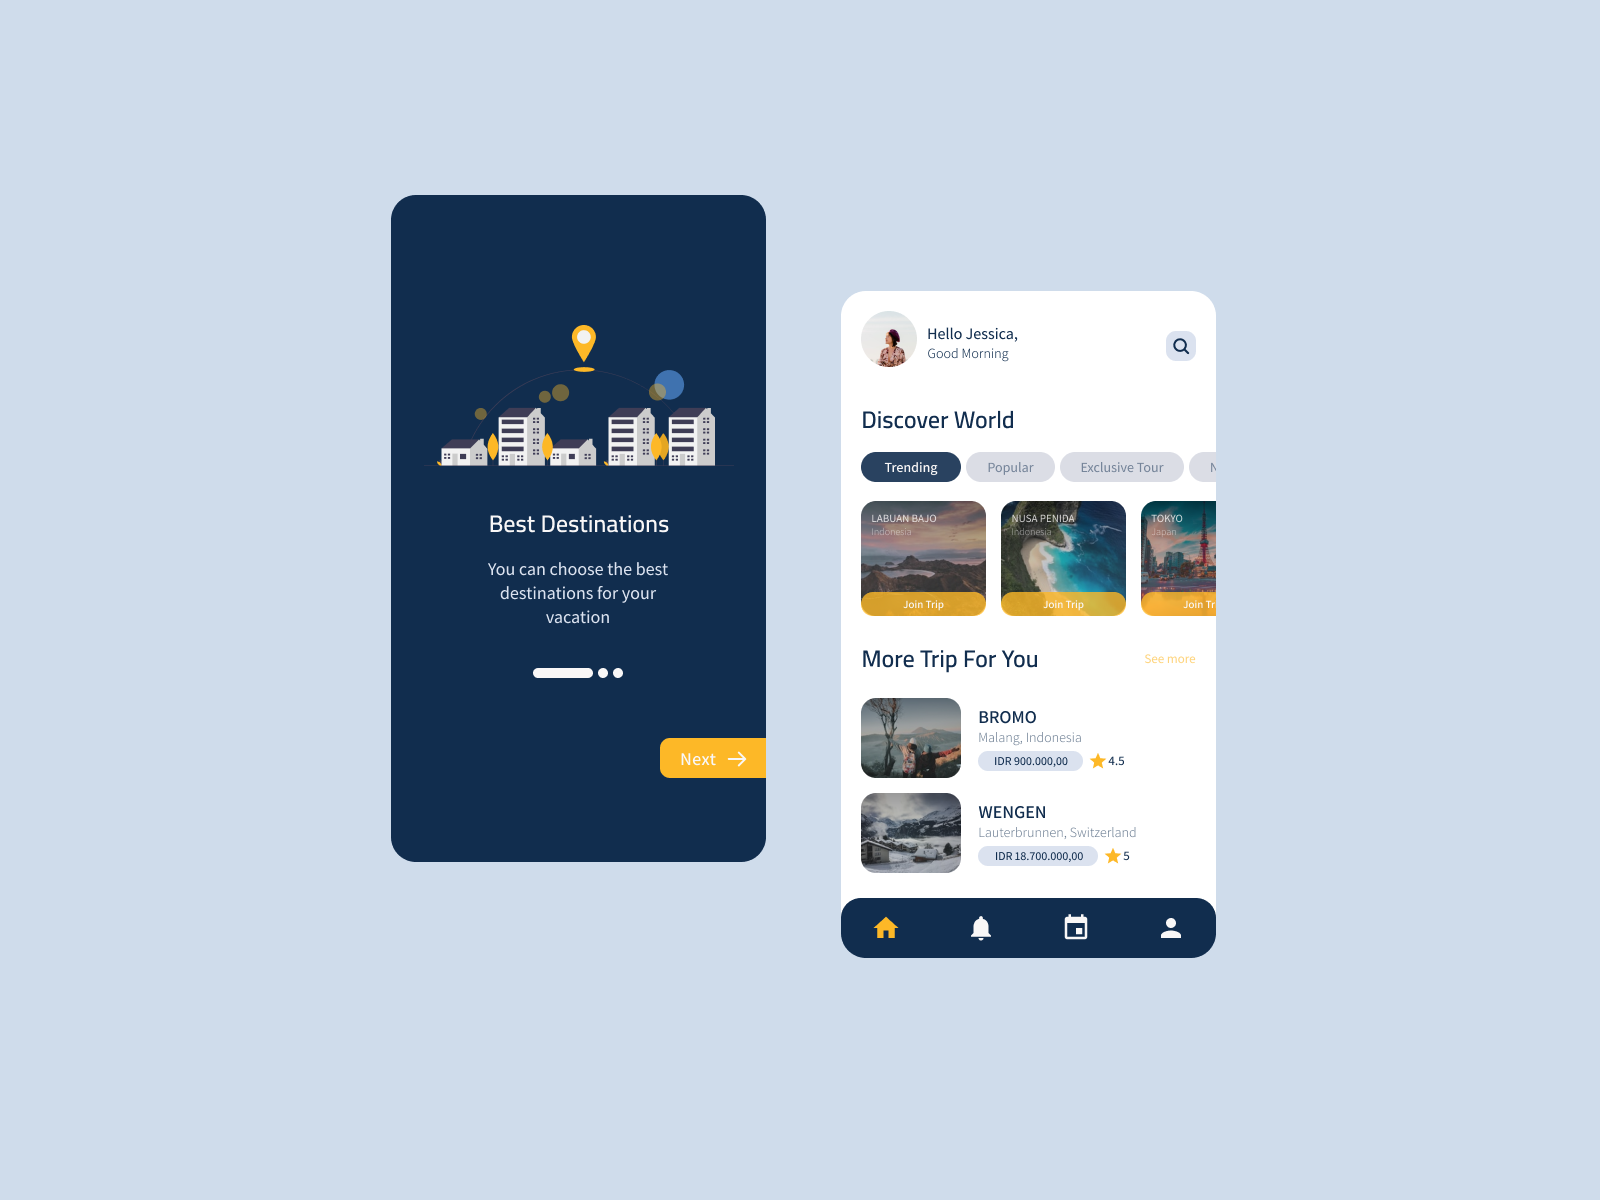 Best Destinations
You can choose the best
destinations for your
vacation
Next
Hello Jessica,
Good Morning
Discover World
Trending
Popular
Exclusive Tour
N
LABUAN BAJO
Indonesia
Join Trip
NUSA PENIDA
Indonesia
Join Trip
TOKYO
Japan
Join Tr
More Trip For You
See more
BROMO
Malang, Indonesia
IDR 900.000,00
4.5
WENGEN
Lauterbrunnen, Switzerland
IDR 18.700.000,00
5